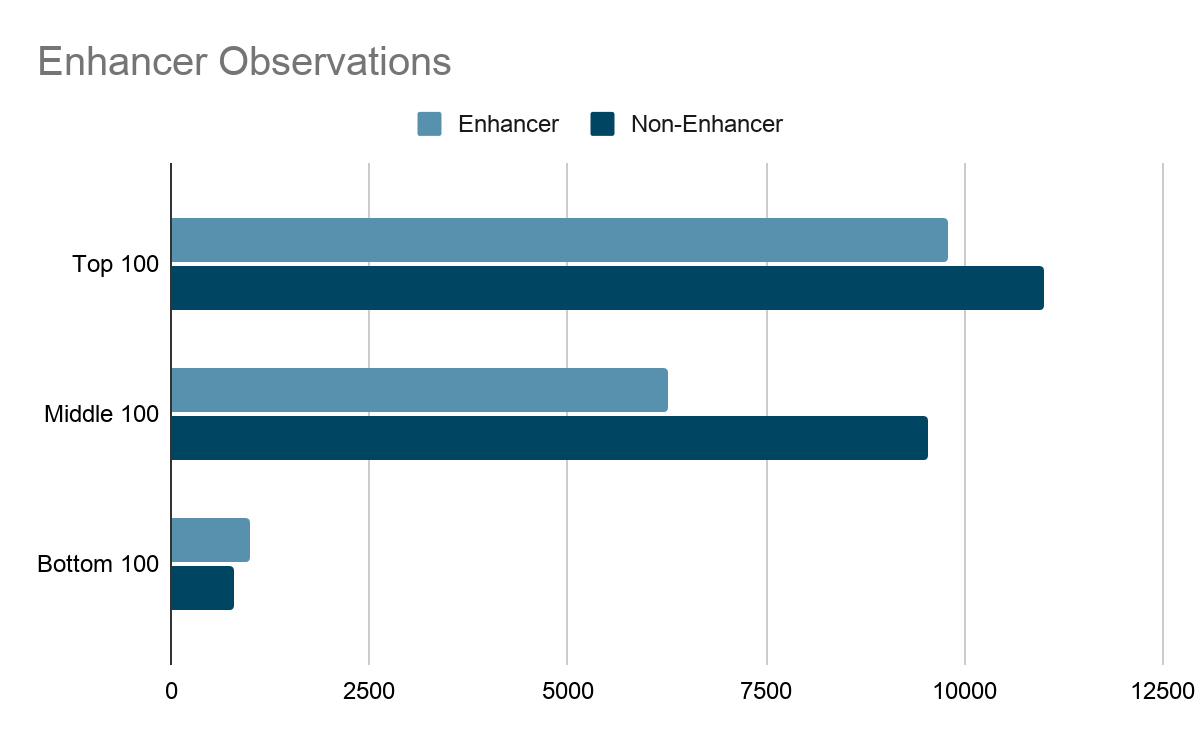 Enhancer Observations
Enhancer Non-Enhancer
Top 100
Middle 100
Bottom 100
0 2500 5000 7500 10000 12500